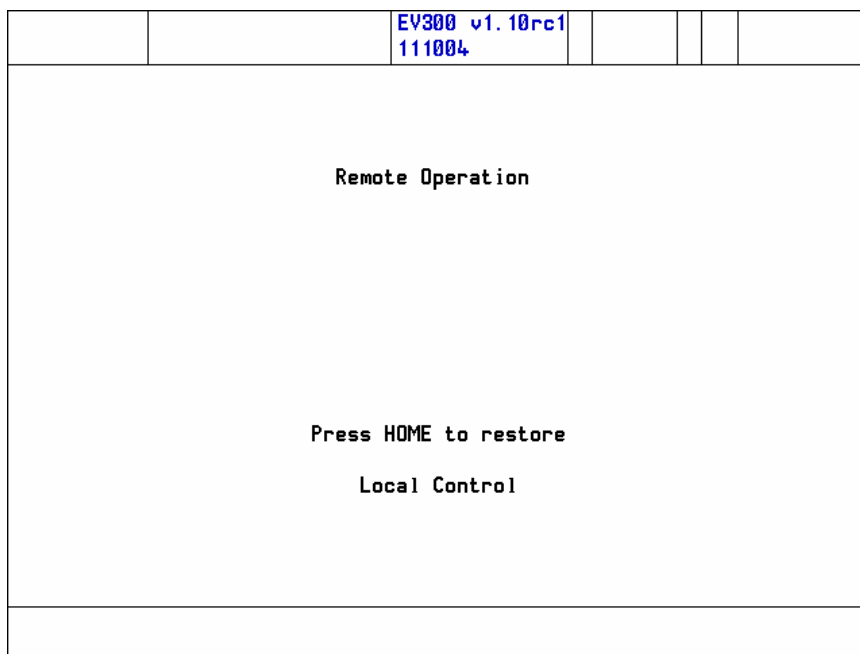 EV300 v1.10rc1
111004
Remote Operation
Press HOME to restore
Local Control